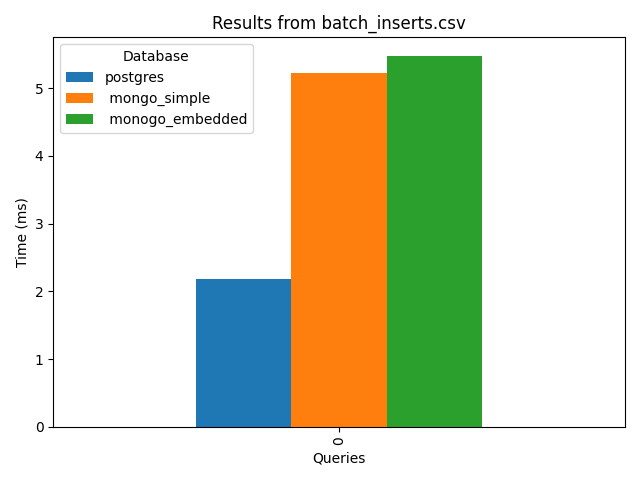 Results from batch_inserts.csv
Database
postgres
mongo_simple
monogo_embedded
5
4
3
2
1
0
Time (ms)
0
Queries